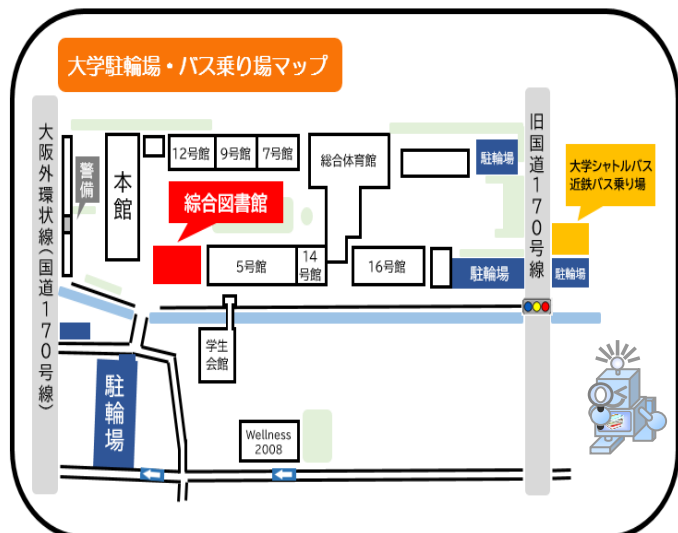 大学駐輪場・バス乗り場マップ
大阪外環状線(国道170号線)
旧国道170号線
警備
本館
12号館
9号館
7号館
総合体育館
駐輪場
大学シャトルバス
近鉄バス乗り場
綜合図書館
5号館
14
号館
16号館
駐輪場
駐輪場
学生
会館
駐輪場
Wellness
2008